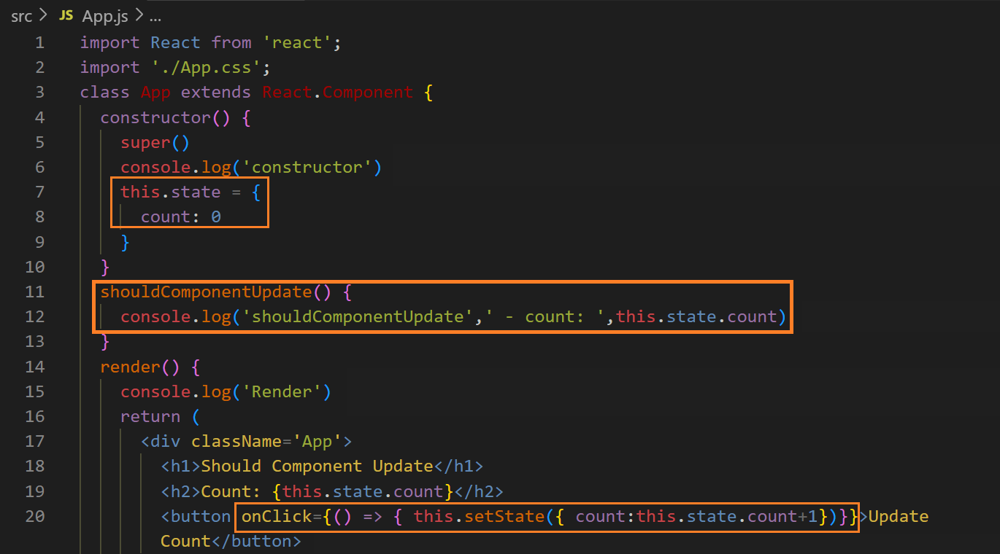 src > JS App.js > ...
1 import React from 'react';
2 import './App.css';
3 class App extends React.Component {
4 constructor() {
5 super()
6 console.log('constructor')
7 this.state = {
8 count: 0
9 }
10 }
11 shouldComponentUpdate() {
12 console.log('shouldComponentUpdate',' - count: ',this.state.count)
13 }
14 render() {
15 console.log('Render')
16 return (
17 <div className='App'>
18 <h1>Should Component Update</h1>
19 <h2>Count: {this.state.count}</h2>
20 <button onClick={() => { this.setState({ count:this.state.count+1})}}>Update
Count</button>